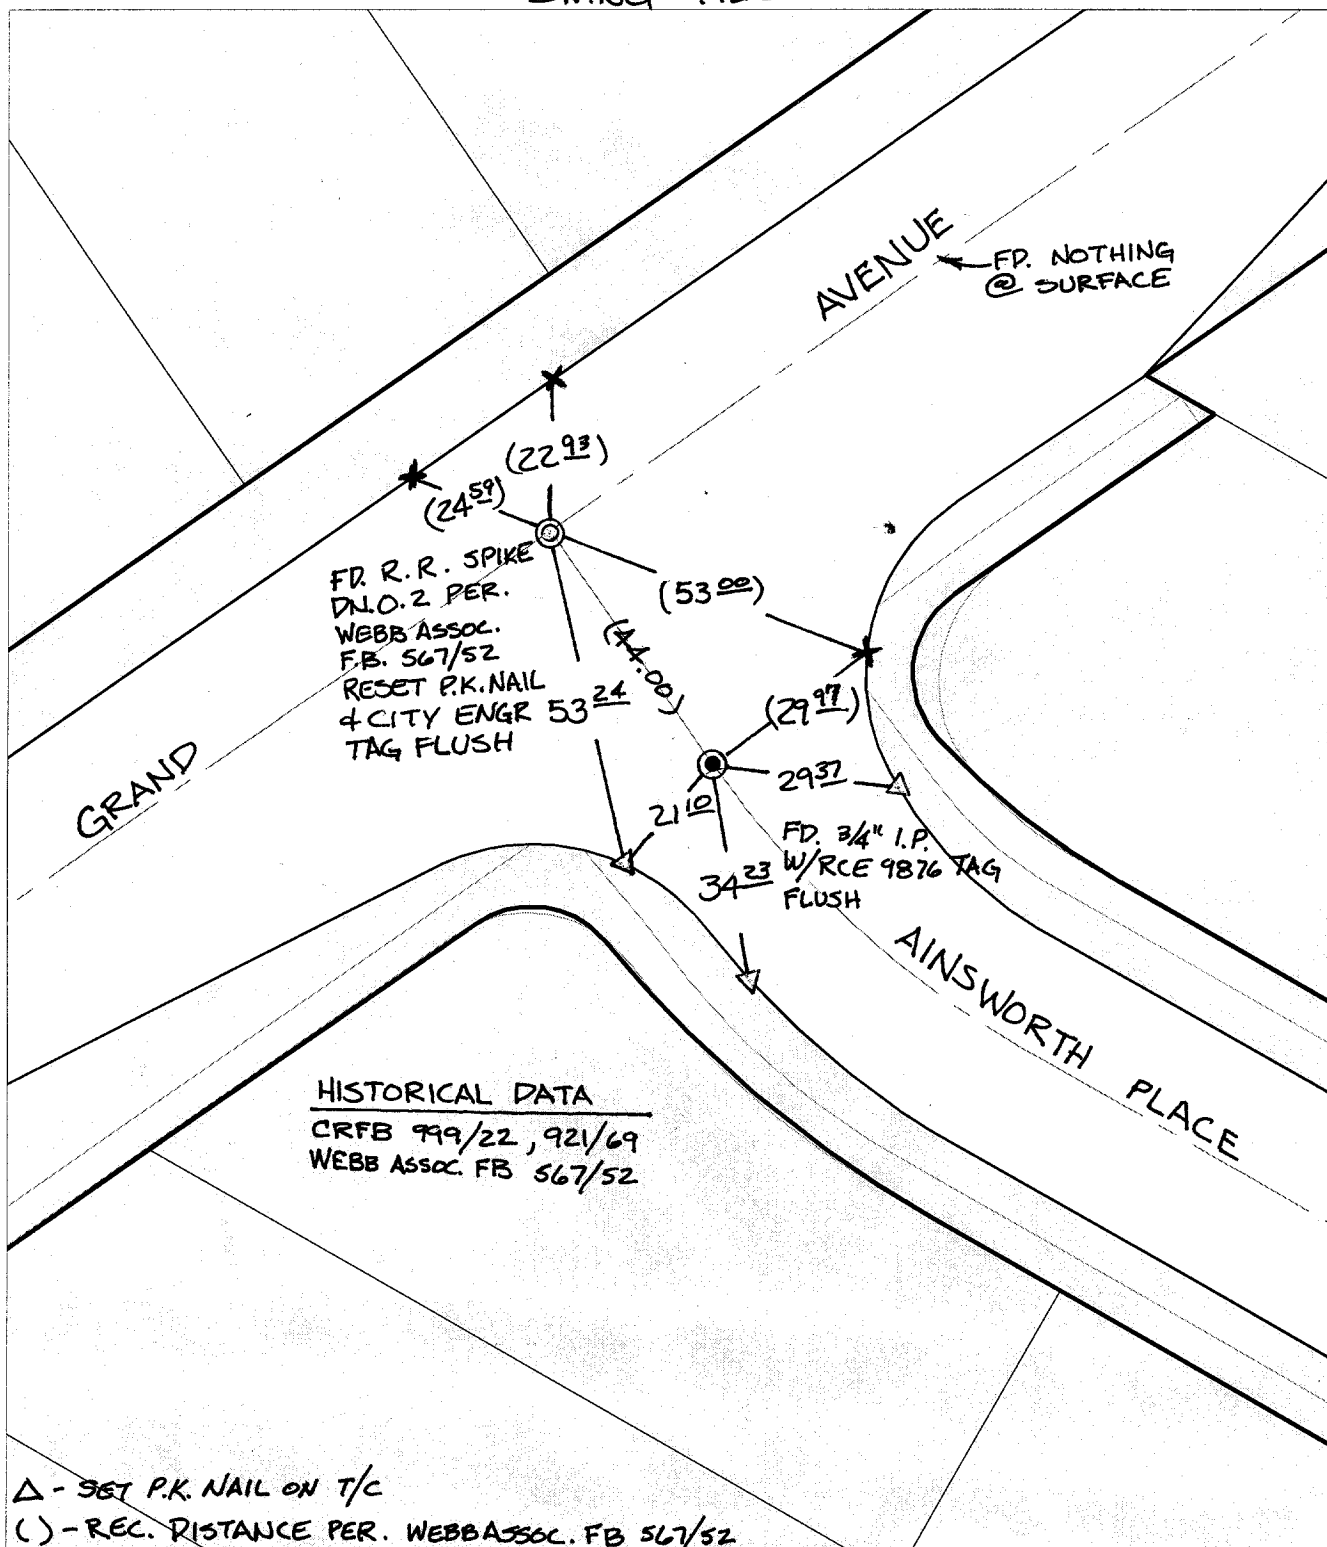 AVENUE
FD. NOTHING
@ SURFACE
(22 93)
(24 59)
FD. R.R. SPIKE
DN. 0.2 PER.
WEBB ASSOC.
F.B. 567/52
RESET P.K. NAIL
& CITY ENGR
TAG FLUSH
(53 00)
(44.00)
53 24
(29 97)
29 37
21 10
34 23
FD. 3/4" I.P.
W/RCE 9876 TAG
FLUSH
GRAND
AINSWORTH PLACE
HISTORICAL DATA
CRFB 999/22, 921/69
WEBB ASSOC. FB 567/52
△ - SET P.K. NAIL ON T/C
( ) - REC. DISTANCE PER. WEBB ASSOC. FB 567/52